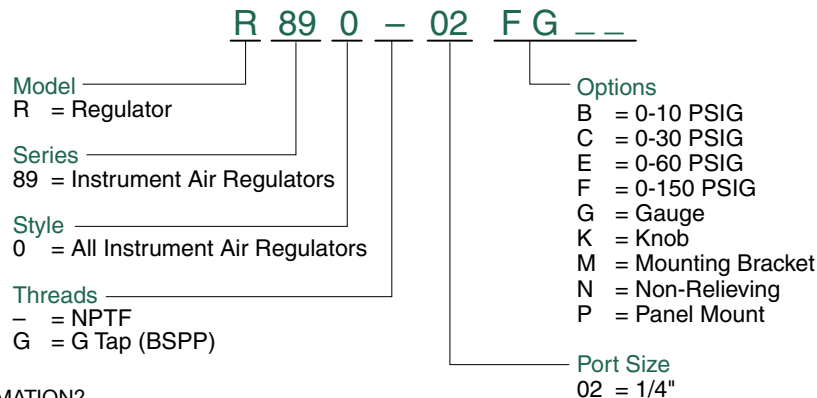 R 89 0 – 02 F G _ _
Model
R = Regulator
Series
89 = Instrument Air Regulators
Style
0 = All Instrument Air Regulators
Threads
– = NPTF
G = G Tap (BSPP)
Options
B = 0-10 PSIG
C = 0-30 PSIG
E = 0-60 PSIG
F = 0-150 PSIG
G = Gauge
K = Knob
M = Mounting Bracket
N = Non-Relieving
P = Panel Mount
Port Size
02 = 1/4"